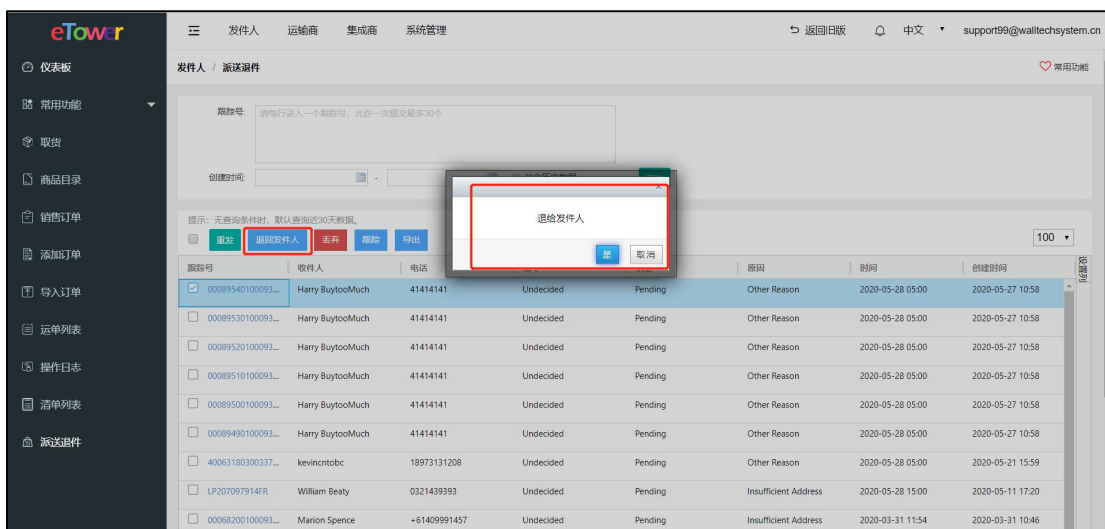 eTower
发件人 运输商 集成商 系统管理 返回旧版 中文 support99@walltechsystem.cn
仪表板
发件人 / 派送退件 常用功能
常用功能
跟踪号: 请每行录入一个跟踪号，允许一次提交最多30个
取货
商品目录
创建时间: -
退给发件人
销售订单
提示: 无查询条件时，默认查询近30天数据。
重发 退回发件人 丢弃 跟踪 导出 100
是 取消
添加订单
跟踪号 收件人 电话 原因 时间 创建时间 设置列
导入订单
00089540100093... Harry BuytooMuch 41414141 Undecided Pending Other Reason 2020-05-28 05:00 2020-05-27 10:58
00089530100093... Harry BuytooMuch 41414141 Undecided Pending Other Reason 2020-05-28 05:00 2020-05-27 10:58
运单列表
00089520100093... Harry BuytooMuch 41414141 Undecided Pending Other Reason 2020-05-28 05:00 2020-05-27 10:58
操作日志
00089510100093... Harry BuytooMuch 41414141 Undecided Pending Other Reason 2020-05-28 05:00 2020-05-27 10:58
清单列表
00089500100093... Harry BuytooMuch 41414141 Undecided Pending Other Reason 2020-05-28 05:00 2020-05-27 10:58
00089490100093... Harry BuytooMuch 41414141 Undecided Pending Other Reason 2020-05-28 05:00 2020-05-27 10:58
派送退件
40063180300337... kevincntobc 18973131208 Undecided Pending Other Reason 2020-05-28 05:00 2020-05-21 15:59
LP207097914FR William Beaty 0321439393 Undecided Pending Insufficient Address 2020-05-28 15:00 2020-05-11 17:20
00068200100093... Marion Spence +61409991457 Undecided Pending Insufficient Address 2020-03-31 11:54 2020-03-31 10:46